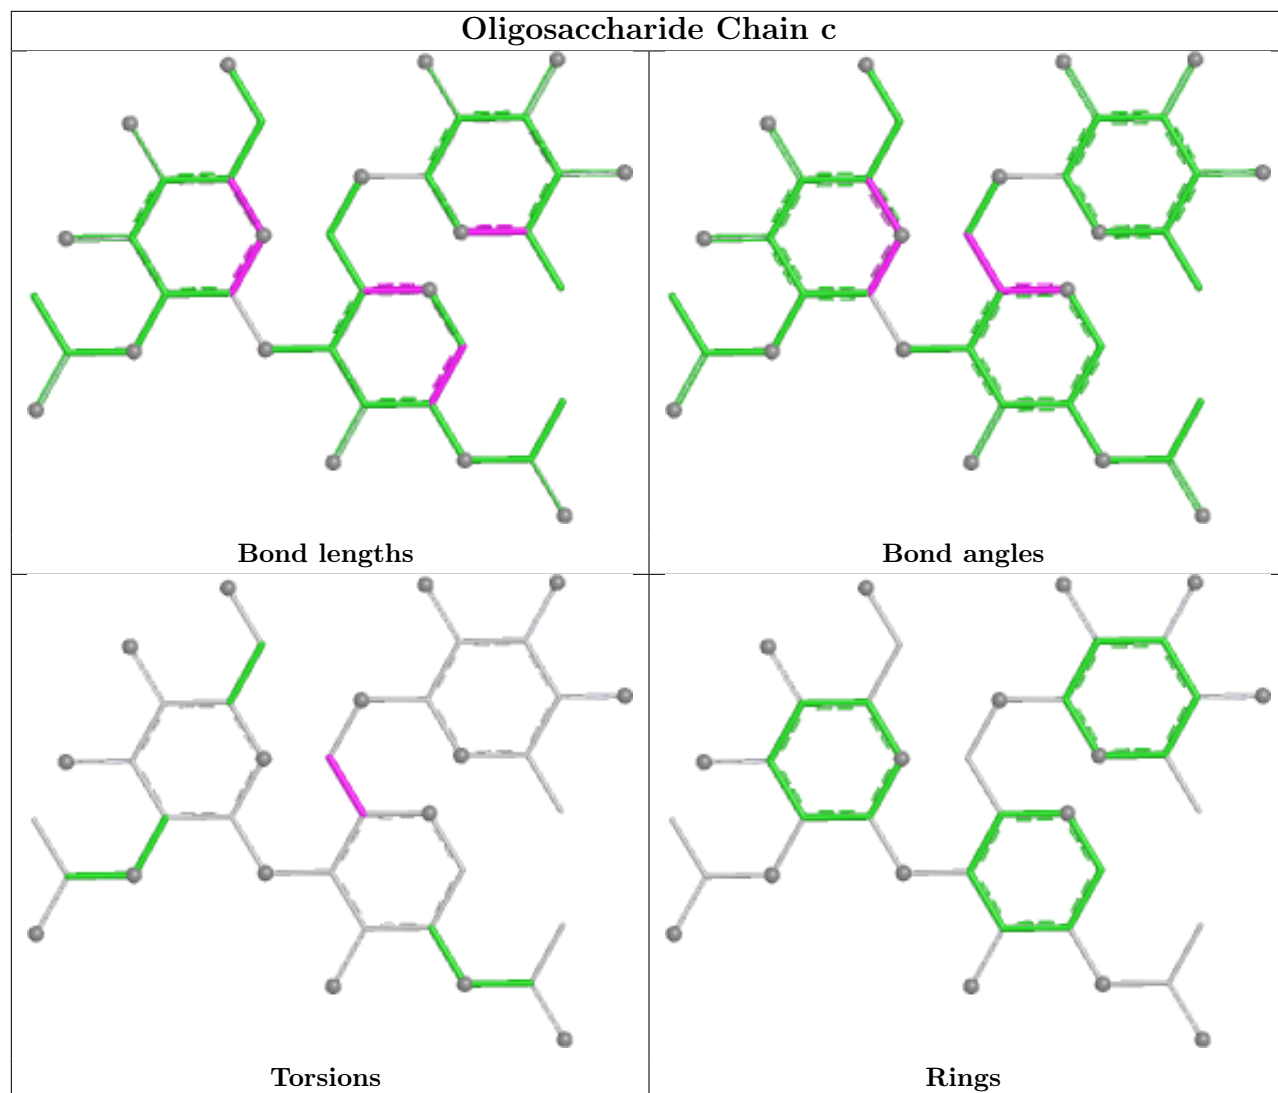 Oligosaccharide Chain c
Bond lengths
Bond angles
Torsions
Rings